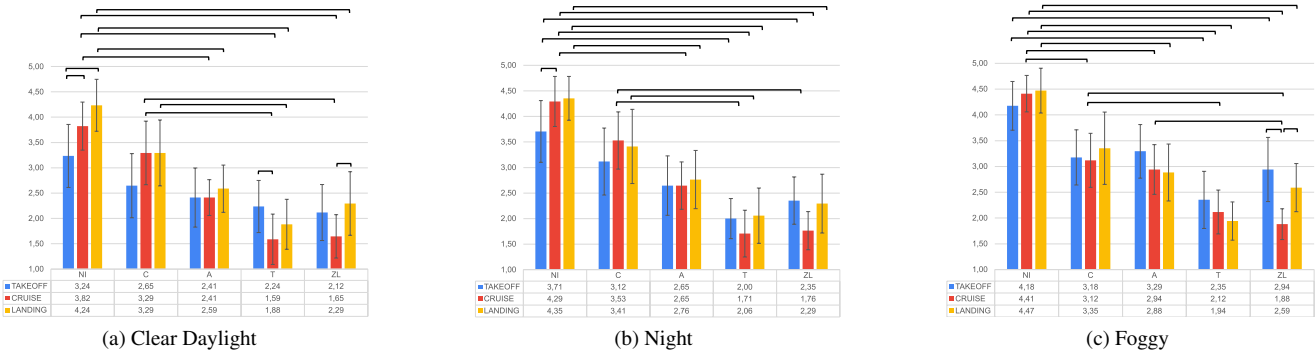 5,00
4,50
4,00
3,50
3,00
2,50
2,00
1,50
1,00
NI C A T ZL
TAKEOFF 3,24 2,65 2,41 2,24 2,12
CRUISE 3,82 3,29 2,41 1,59 1,65
LANDING 4,24 3,29 2,59 1,88 2,29
(a) Clear Daylight
5,00
4,50
4,00
3,50
3,00
2,50
2,00
1,50
1,00
NI C A T ZL
TAKEOFF 3,71 3,12 2,65 2,00 2,35
CRUISE 4,29 3,53 2,65 1,71 1,76
LANDING 4,35 3,41 2,76 2,06 2,29
(b) Night
5,00
4,50
4,00
3,50
3,00
2,50
2,00
1,50
1,00
NI C A T ZL
TAKEOFF 4,18 3,18 3,29 2,35 2,94
CRUISE 4,41 3,12 2,94 2,12 1,88
LANDING 4,47 3,35 2,88 1,94 2,59
(c) Foggy